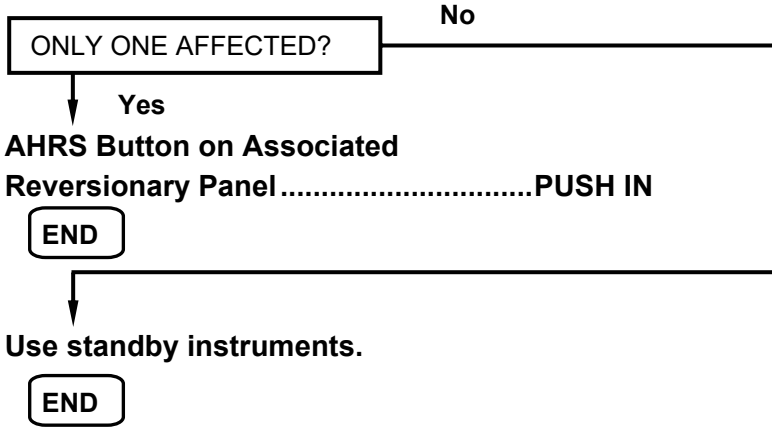 No
ONLY ONE AFFECTED?
Yes
AHRS Button on Associated
Reversionary Panel..............................PUSH IN
END
Use standby instruments.
END